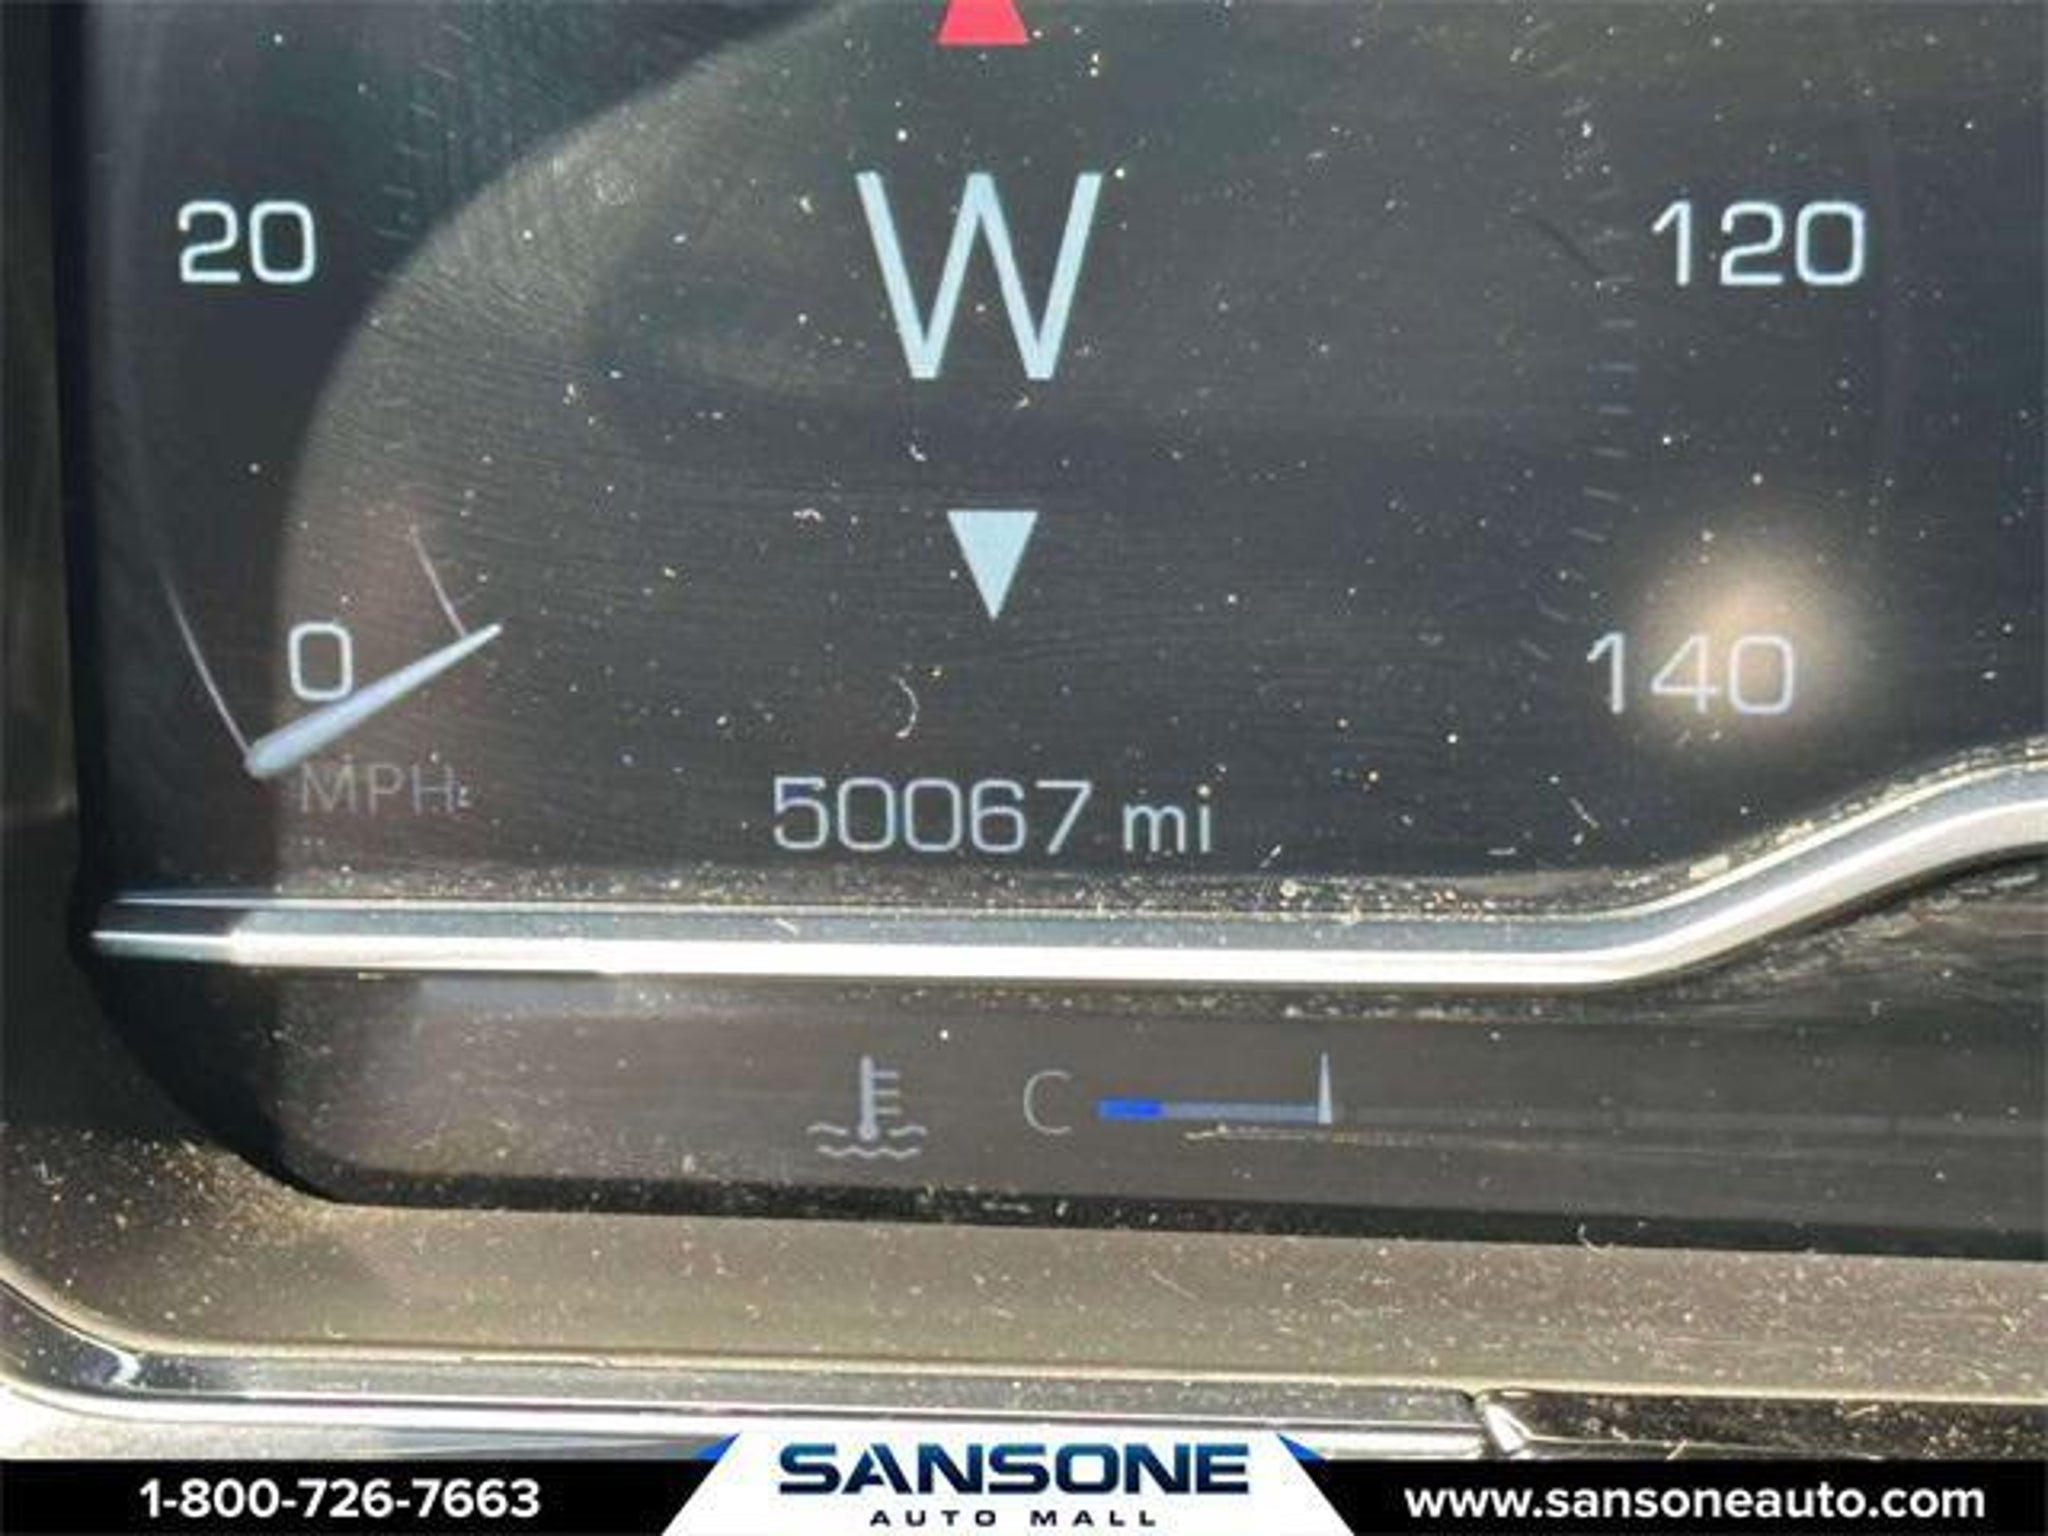 W
20
120
0
140
MPH
50067 mi
C
1-800-726-7663
SANSONE
AUTO MALL
www.sansoneauto.com